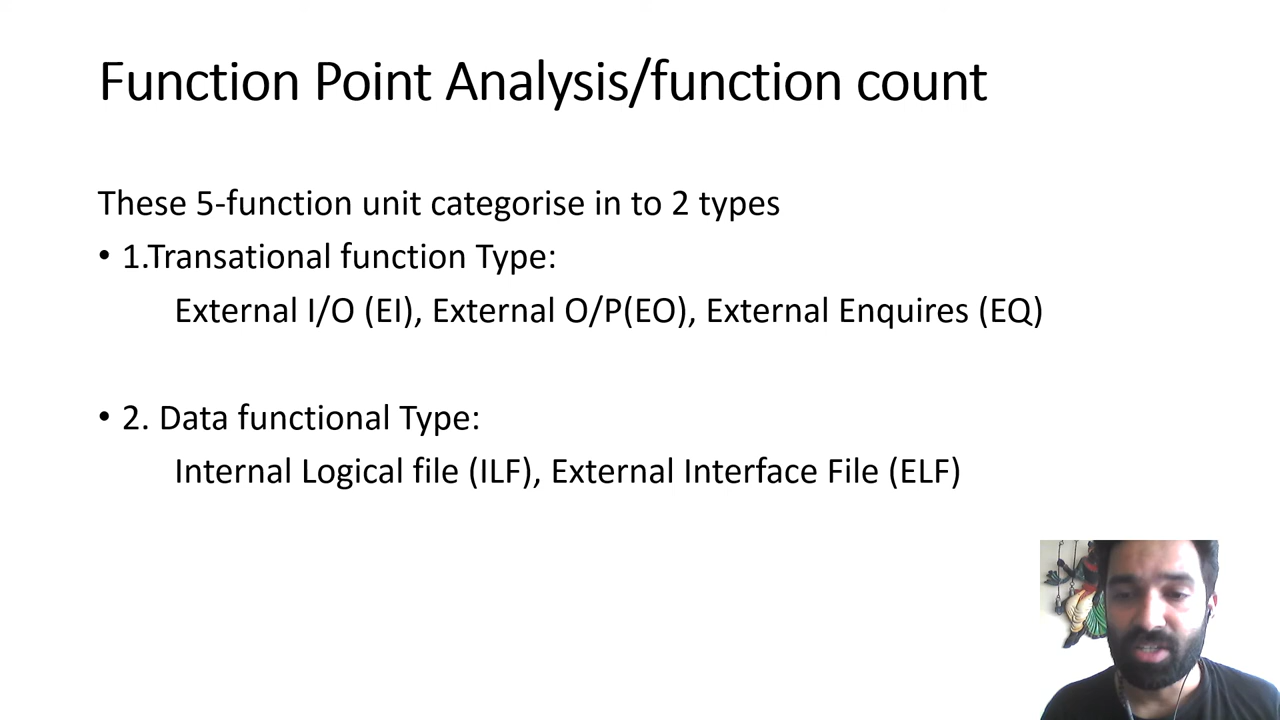 Function Point Analysis/function count
These 5-function unit categorise in to 2 types
• 1.Transational function Type:
External I/O (EI), External O/P(EO), External Enquires (EQ)
• 2. Data functional Type:
Internal Logical file (ILF), External Interface File (ELF)